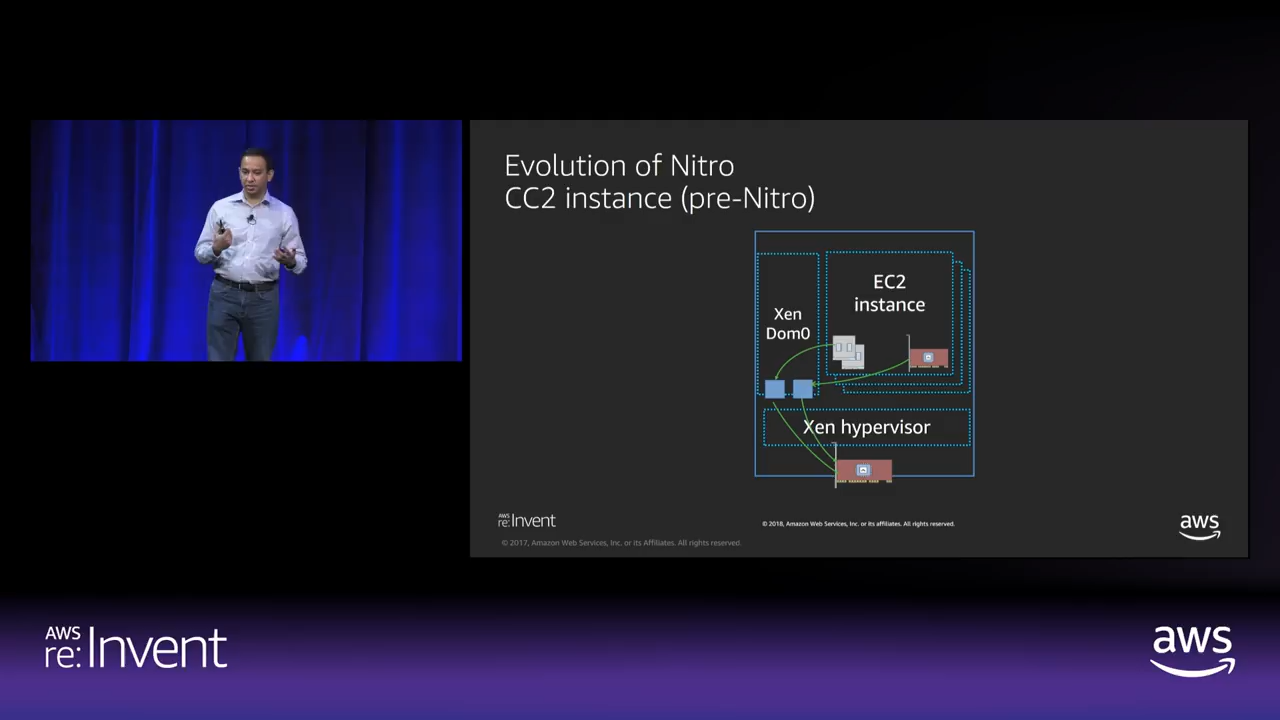 Evolution of Nitro
CC2 instance (pre-Nitro)
EC2
instance
Xen
Dom0
Xen hypervisor
AWS
re:Invent
© 2018, Amazon Web Services, Inc. or its affiliates. All rights reserved.
© 2017, Amazon Web Services, Inc. or its Affiliates. All rights reserved.
aws
AWS
re:Invent
aws